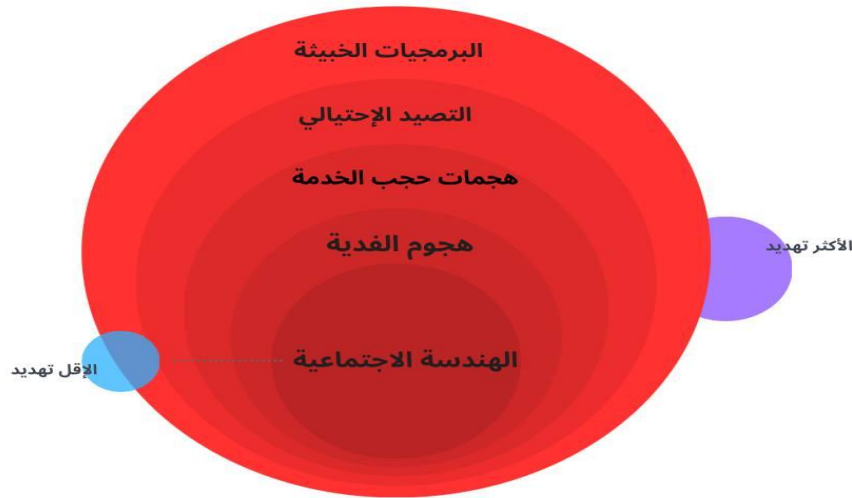 البرمجيات الخبيثة
التصيد الإحتيالي
هجمات حجب الخدمة
هجوم الفدية
الأكثر تهديد
الهندسة الاجتماعية
الإقل تهديد